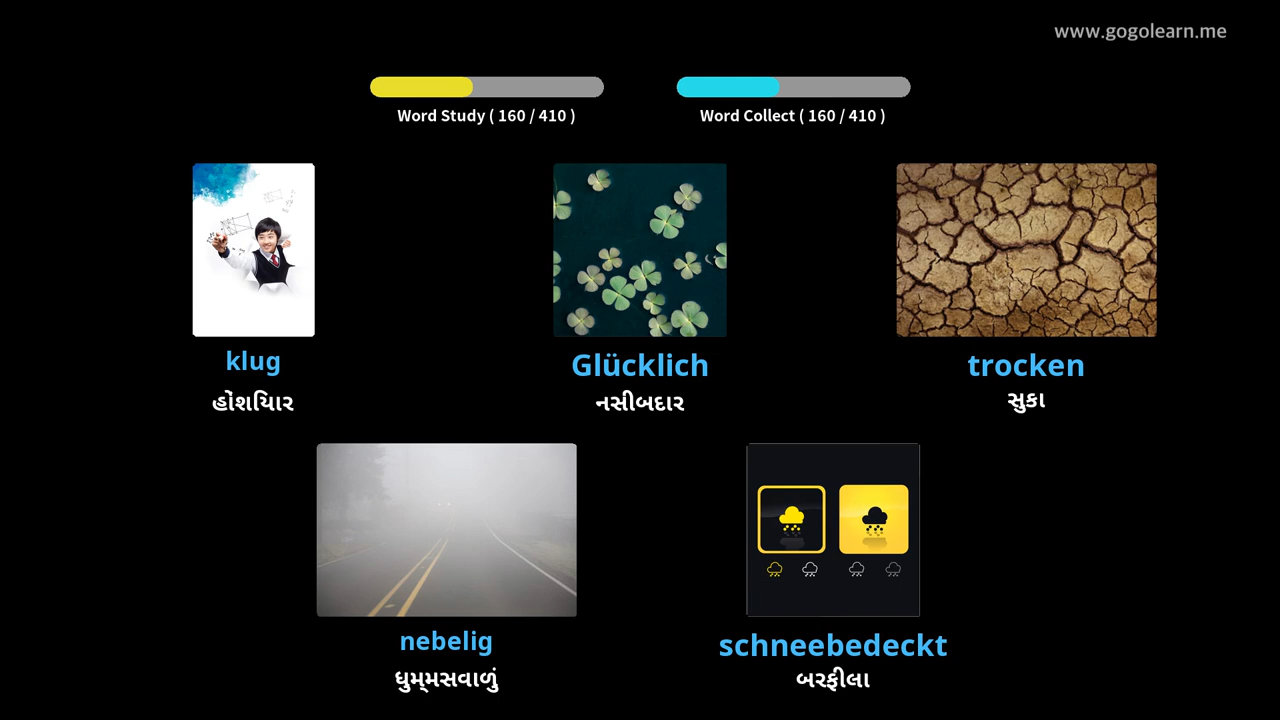 www.gogolearn.me
Word Study ( 160 / 410 )
Word Collect ( 160 / 410 )
klug
Glücklich
trocken
હોશિયાર
નસીબદાર
સુકા
nebelig
schneebedeckt
ધુમ્મસવાળું
બરફીલા